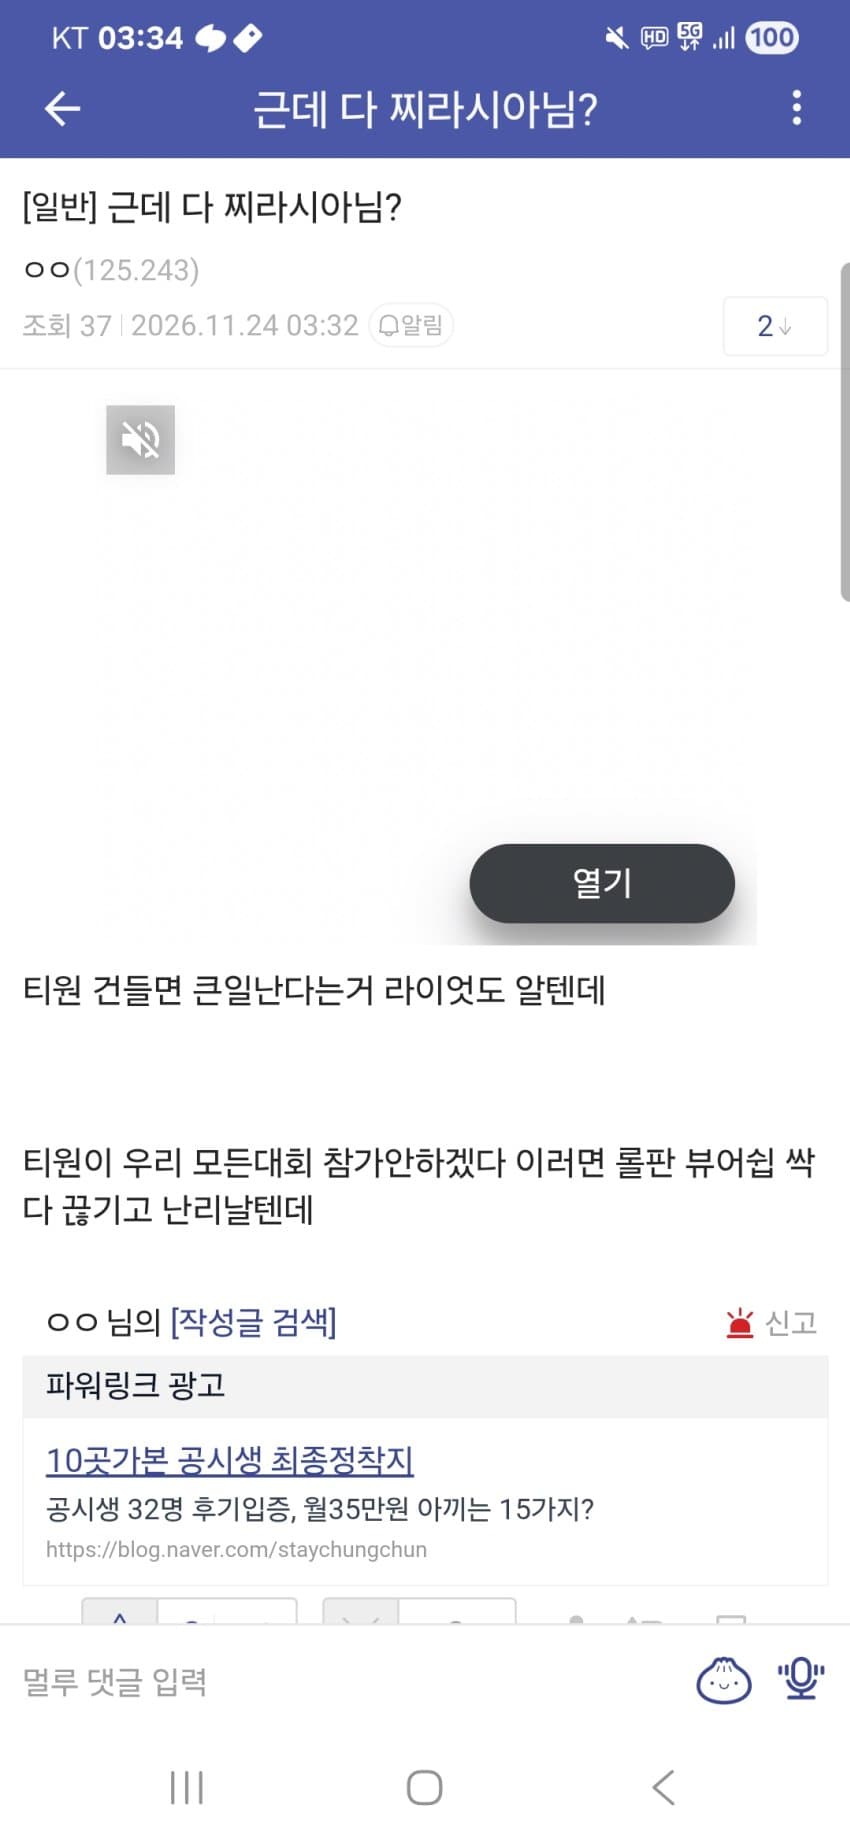 KT 03:34 HD 5G 100
근데 다 찌라시아님?
[일반] 근데 다 찌라시아님?
ㅇㅇ(125.243)
조회 37 | 2026.11.24 03:32 알림
2↓
열기
티원 건들면 큰일난다는거 라이엇도 알텐데
티원이 우리 모든대회 참가안하겠다 이러면 롤판 뷰어쉽 싹
다 끊기고 난리날텐데
ㅇㅇ 님의 [작성글 검색] 신고
파워링크 광고
10곳가본 공시생 최종정착지
공시생 32명 후기입증, 월35만원 아끼는 15가지?
https://blog.naver.com/staychungchun
멀루 댓글 입력